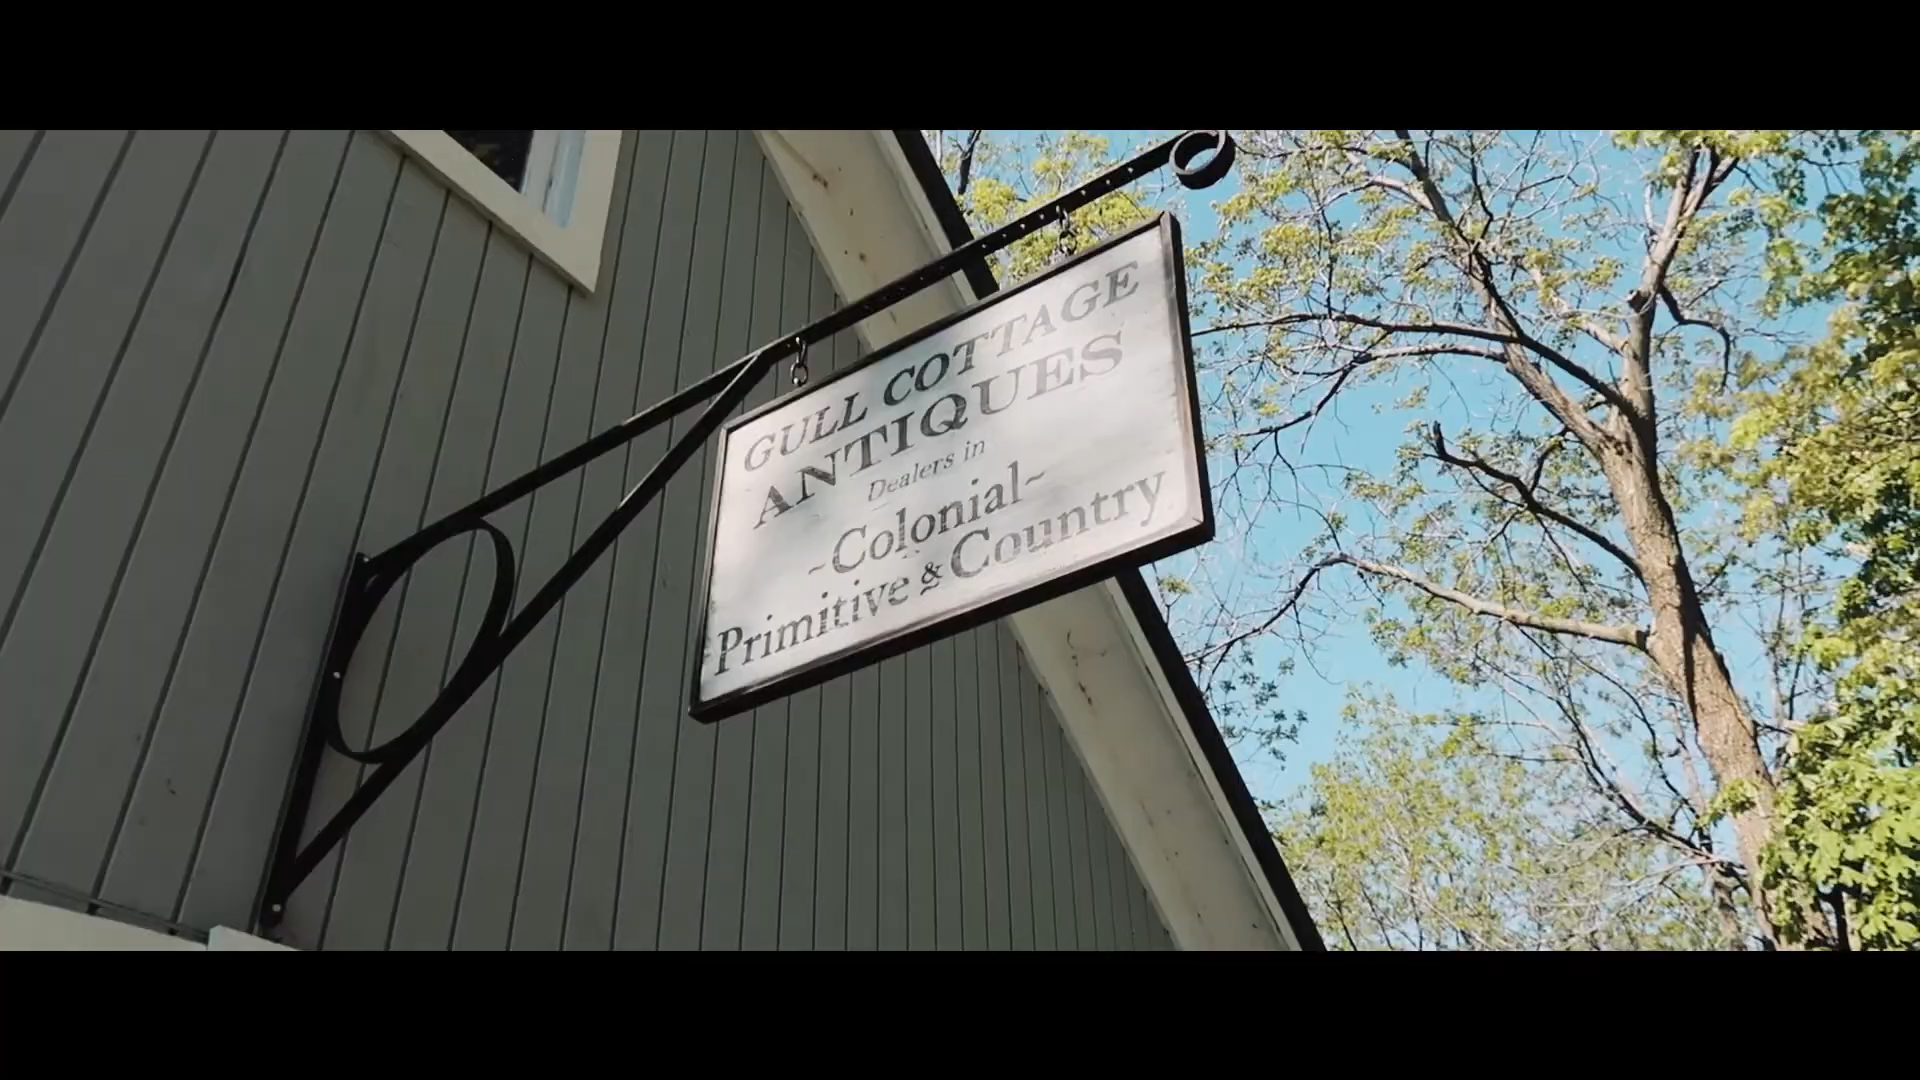 GULL COTTAGE
ANTIQUES
Dealers in
~Colonial~
Primitive & Country